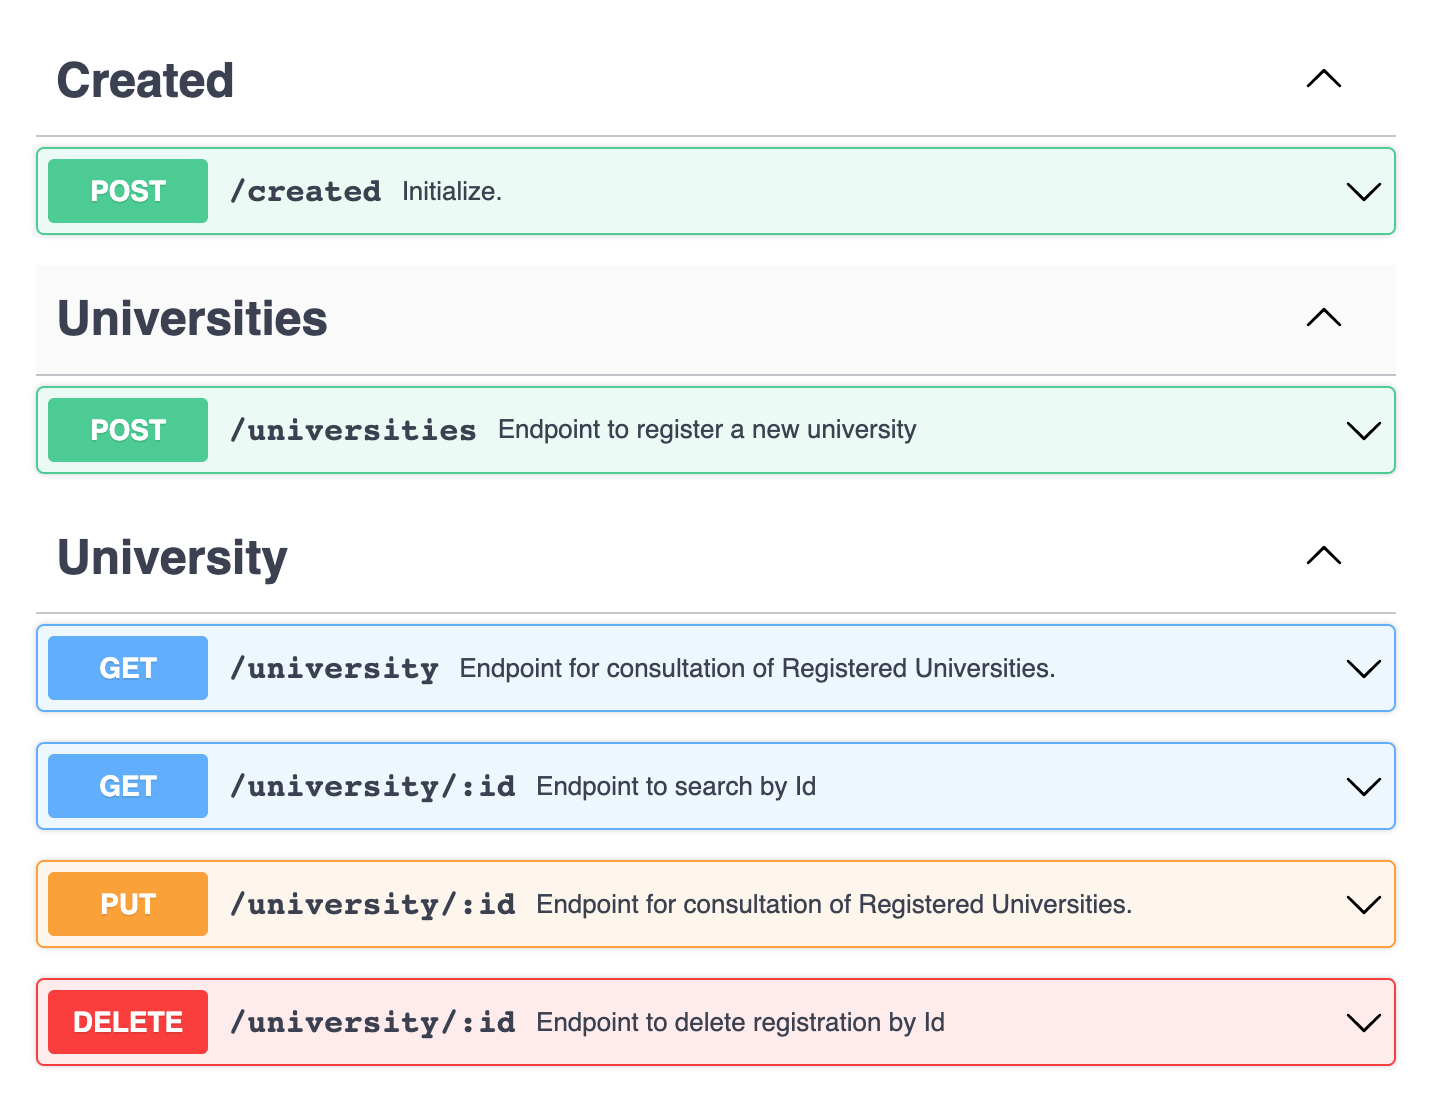 Created
POST /created Initialize.
Universities
POST /universities Endpoint to register a new university
University
GET /university Endpoint for consultation of Registered Universities.
GET /university/:id Endpoint to search by Id
PUT /university/:id Endpoint for consultation of Registered Universities.
DELETE /university/:id Endpoint to delete registration by Id